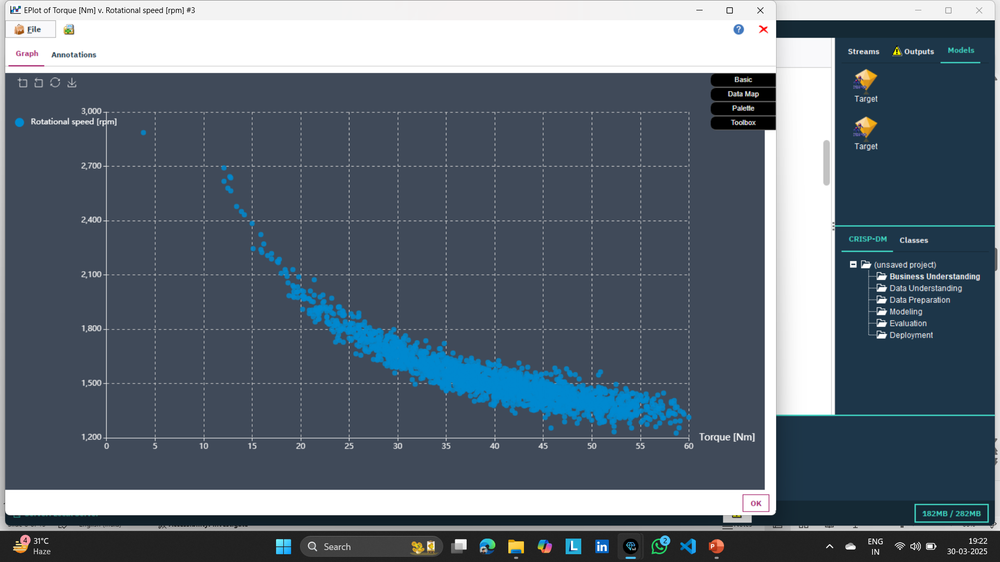 EPlot of Torque [Nm] v. Rotational speed [rpm] #3
File
Graph
Annotations
Basic
Data Map
Palette
Toolbox
Rotational speed [rpm]
3,000
2,700
2,400
2,100
1,800
1,500
1,200
0
5
10
15
20
25
30
35
40
45
50
55
60
Torque [Nm]
OK
Streams
Outputs
Models
Target
Target
CRISP-DM
Classes
(unsaved project)
Business Understanding
Data Understanding
Data Preparation
Modeling
Evaluation
Deployment
182MB / 282MB
4
31°C
Haze
Search
2
ENG
IN
19:22
30-03-2025